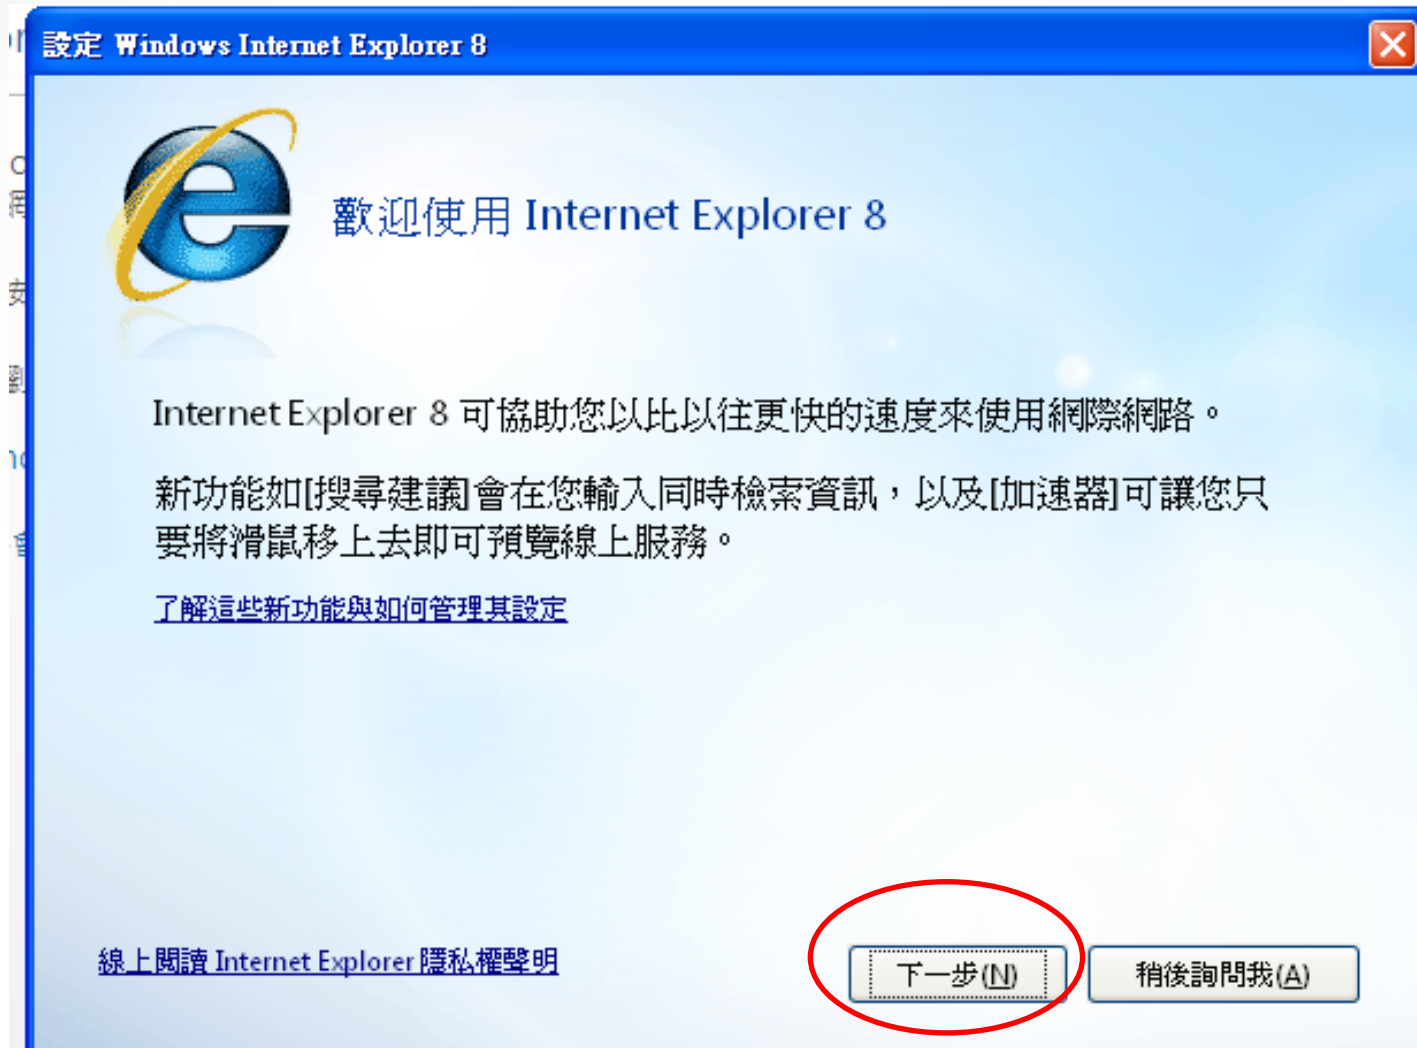 設定 Windows Internet Explorer 8
歡迎使用 Internet Explorer 8
Internet Explorer 8 可協助您以比以往更快的速度來使用網際網路。
新功能如[搜尋建議]會在您輸入同時檢索資訊，以及[加速器]可讓您只
要將滑鼠移上去即可預覽線上服務。
了解這些新功能與如何管理其設定
線上閱讀 Internet Explorer 隱私權聲明
下一步(N)
稍後詢問我(A)